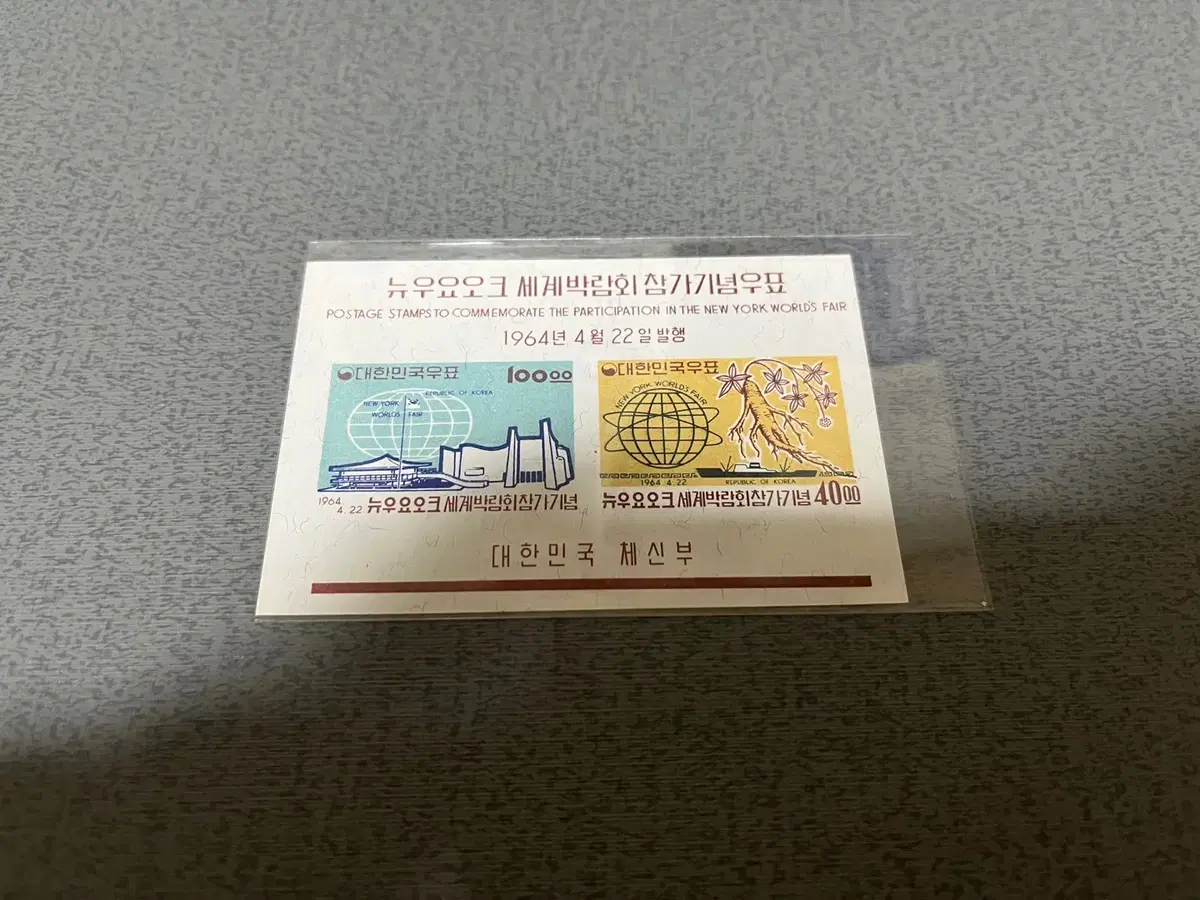 뉴우요오크 세계박람회 참가기념우표
POSTAGE STAMPS TO COMMEMORATE THE PARTICIPATION IN THE NEW YORK WORLD'S FAIR
1964년 4월 22일 발행
대한민국우표 10000
REPUBLIC OF KOREA
NEW YORK
WORLD'S FAIR
1964
4.22 뉴우요오크 세계박람회참가기념
대한민국우표
NEW YORK WORLD'S FAIR
1964 4.22 REPUBLIC OF KOREA
뉴우요오크 세계박람회참가기념 4000
대한민국 체신부